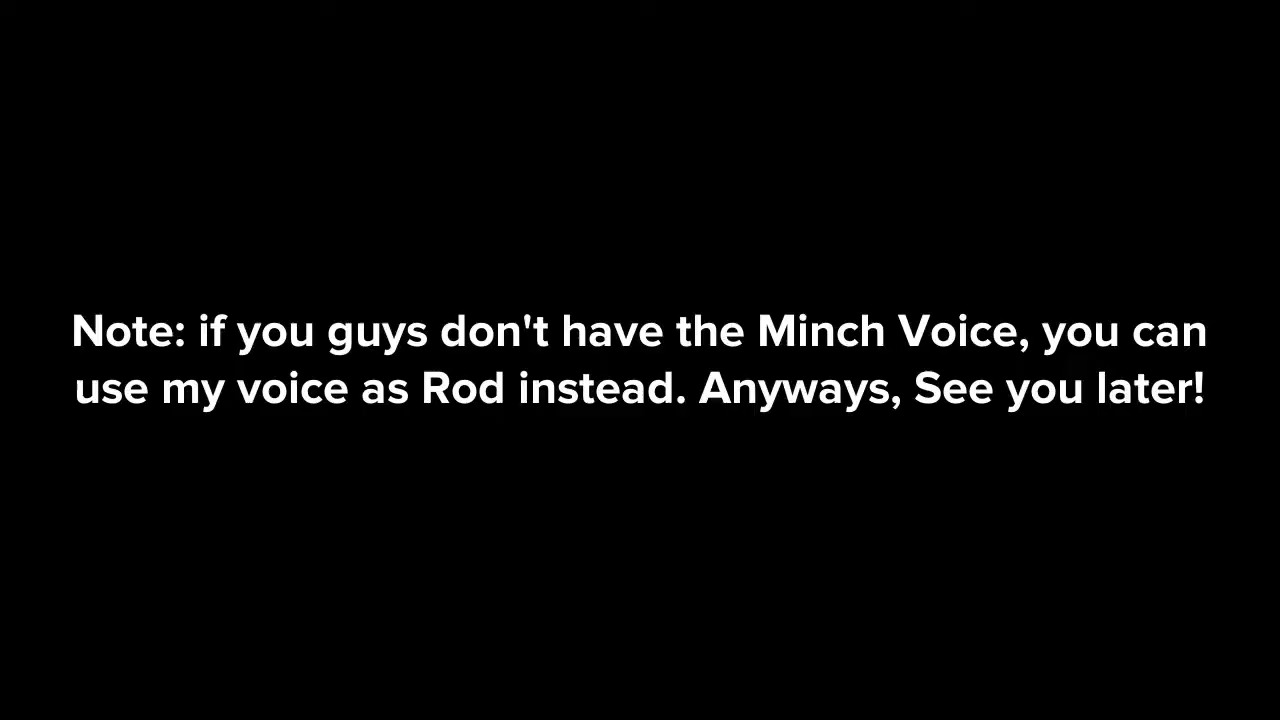 Note: if you guys don't have the Minch Voice, you can
use my voice as Rod instead. Anyways, See you later!